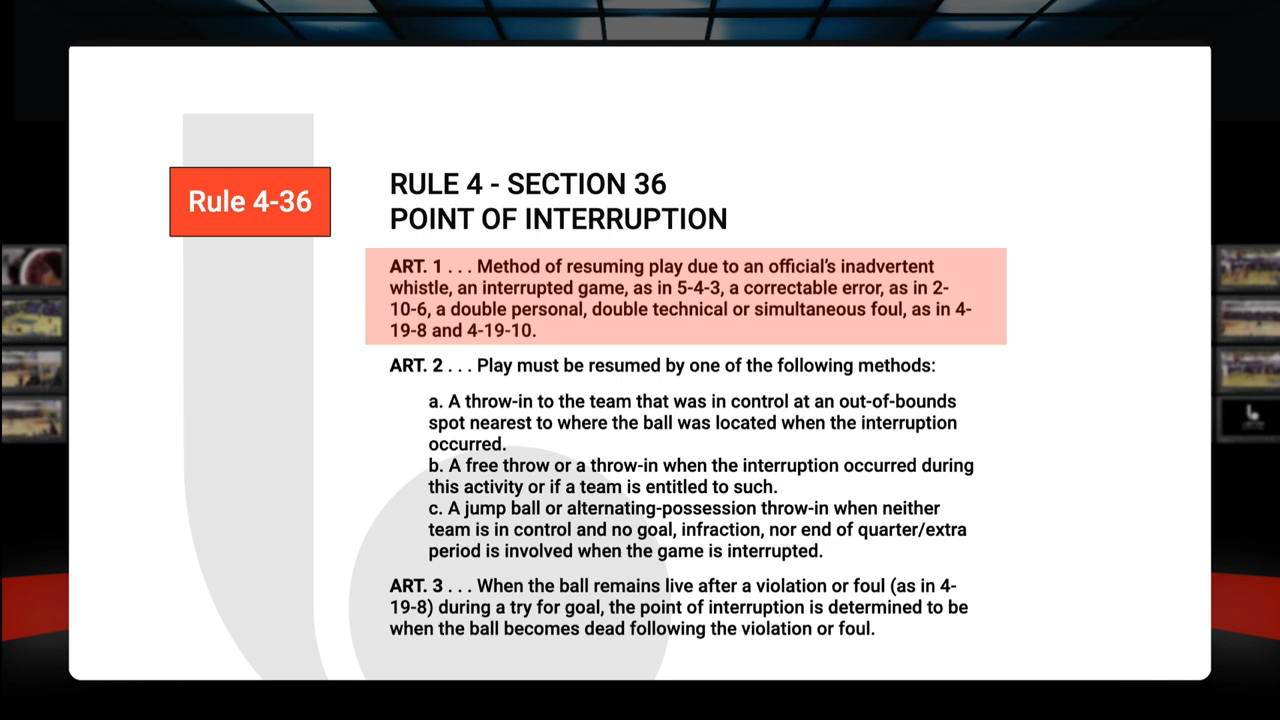 Rule 4-36
RULE 4 - SECTION 36
POINT OF INTERRUPTION
ART. 1 . . . Method of resuming play due to an official's inadvertent
whistle, an interrupted game, as in 5-4-3, a correctable error, as in 2-
10-6, a double personal, double technical or simultaneous foul, as in 4-
19-8 and 4-19-10.
ART. 2 . . . Play must be resumed by one of the following methods:
a. A throw-in to the team that was in control at an out-of-bounds
spot nearest to where the ball was located when the interruption
occurred.
b. A free throw or a throw-in when the interruption occurred during
this activity or if a team is entitled to such.
c. A jump ball or alternating-possession throw-in when neither
team is in control and no goal, infraction, nor end of quarter/extra
period is involved when the game is interrupted.
ART. 3 . . . When the ball remains live after a violation or foul (as in 4-
19-8) during a try for goal, the point of interruption is determined to be
when the ball becomes dead following the violation or foul.